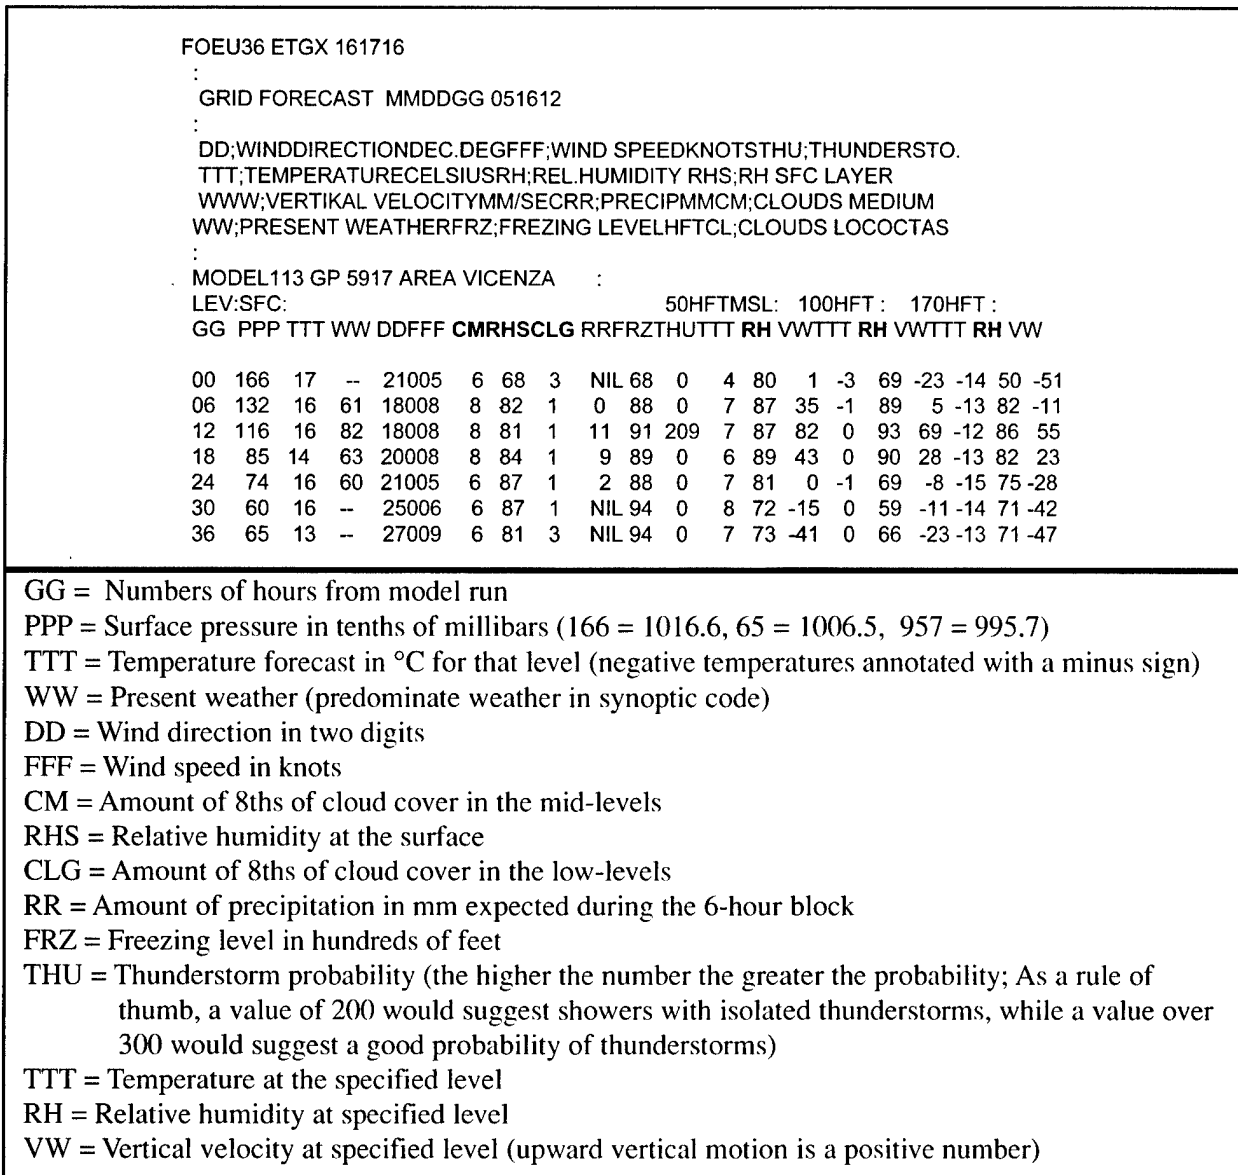 FOEU36 ETGX 161716
:
GRID FORECAST MMDDGG 051612
:
DD;WINDDIRECTIONDEC.DEGFFF;WIND SPEEDKNOTSTHU;THUNDERSTO.
TTT;TEMPERATURECELSIUSRH;REL.HUMIDITY RHS;RH SFC LAYER
WWW;VERTIKAL VELOCITYMM/SECRR;PRECIPMMCM;CLOUDS MEDIUM
WW;PRESENT WEATHERFRZ;FREZING LEVELHFTCL;CLOUDS LOCOCTAS
:
MODEL113 GP 5917 AREA VICENZA :
LEV:SFC: 50HFTMSL: 100HFT : 170HFT :
GG PPP TTT WW DDFFF CMRHSCLG RRFRZTHUTTT RH VWTTT RH VWTTT RH VW
00 166 17 -- 21005 6 68 3 NIL 68 0 4 80 1 -3 69 -23 -14 50 -51
06 132 16 61 18008 8 82 1 0 88 0 7 87 35 -1 89 5 -13 82 -11
12 116 16 82 18008 8 81 1 11 91 209 7 87 82 0 93 69 -12 86 55
18 85 14 63 20008 8 84 1 9 89 0 6 89 43 0 90 28 -13 82 23
24 74 16 60 21005 6 87 1 2 88 0 7 81 0 -1 69 -8 -15 75 -28
30 60 16 -- 25006 6 87 1 NIL 94 0 8 72 -15 0 59 -11 -14 71 -42
36 65 13 -- 27009 6 81 3 NIL 94 0 7 73 -41 0 66 -23 -13 71 -47
GG = Numbers of hours from model run
PPP = Surface pressure in tenths of millibars (166 = 1016.6, 65 = 1006.5, 957 = 995.7)
TTT = Temperature forecast in °C for that level (negative temperatures annotated with a minus sign)
WW = Present weather (predominate weather in synoptic code)
DD = Wind direction in two digits
FFF = Wind speed in knots
CM = Amount of 8ths of cloud cover in the mid-levels
RHS = Relative humidity at the surface
CLG = Amount of 8ths of cloud cover in the low-levels
RR = Amount of precipitation in mm expected during the 6-hour block
FRZ = Freezing level in hundreds of feet
THU = Thunderstorm probability (the higher the number the greater the probability; As a rule of
thumb, a value of 200 would suggest showers with isolated thunderstorms, while a value over
300 would suggest a good probability of thunderstorms)
TTT = Temperature at the specified level
RH = Relative humidity at specified level
VW = Vertical velocity at specified level (upward vertical motion is a positive number)